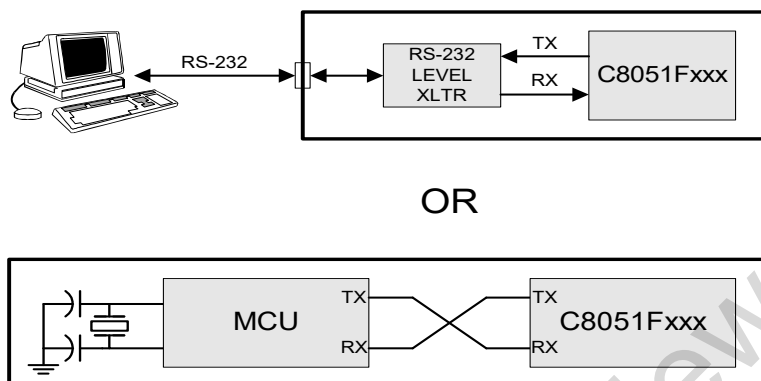 RS-232
RS-232
LEVEL
XLTR
TX
RX
C8051Fxxx
OR
MCU
TX
RX
TX
RX
C8051Fxxx